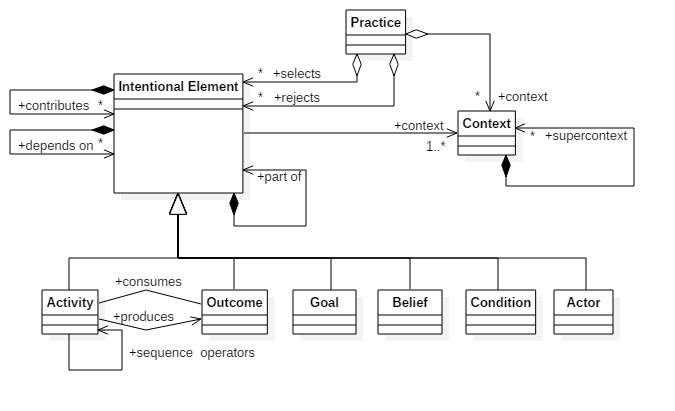 Practice
* +selects
Intentional Element
* +rejects
* +context
+contributes *
Context
+context
* +supercontext
+depends on *
1..*
+part of
+consumes
Activity
Outcome
Goal
Belief
Condition
Actor
+produces
+sequence operators